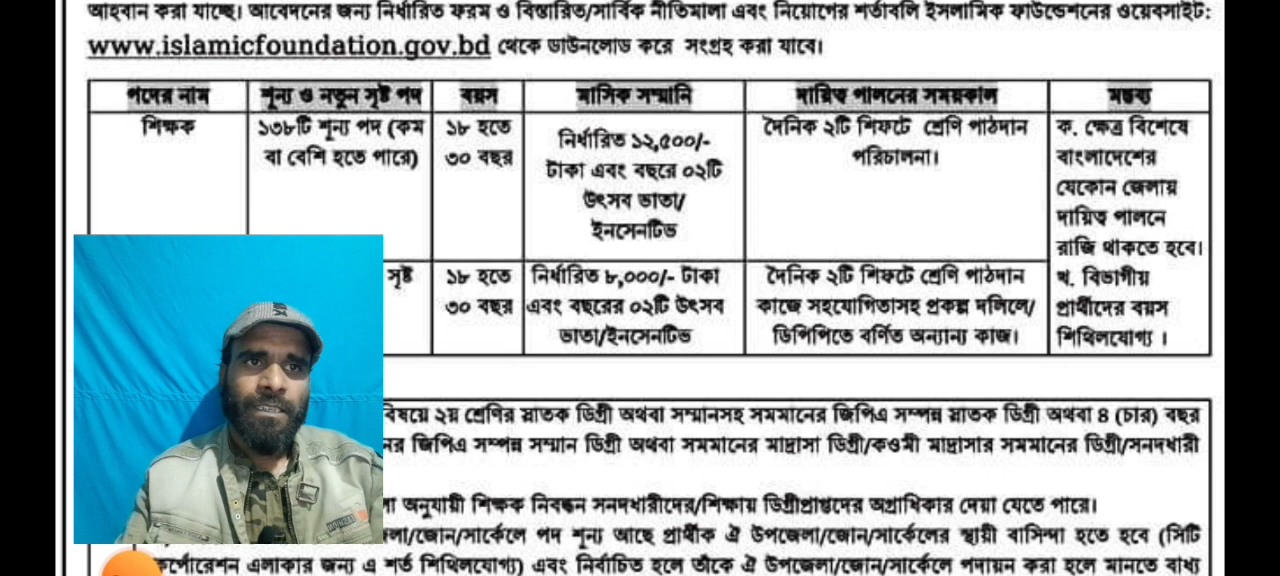 আহবান করা যাচ্ছে। আবেদনের জন্য নির্ধারিত ফরম ও বিস্তারিত/সার্বিক নীতিমালা এবং নিয়োগের শর্তাবলি ইসলামিক ফাউন্ডেশনের ওয়েবসাইট:
www.islamicfoundation.gov.bd থেকে ডাউনলোড করে সংগ্রহ করা যাবে।
পদের নাম শূন্য ও নতুন সৃষ্ট পদ বয়স মাসিক সম্মানি দায়িত্ব পালনের সময়কাল মন্তব্য
শিক্ষক
১৩৮টি শূন্য পদ (কম
বা বেশি হতে পারে)
১৮ হতে
৩০ বছর
নির্ধারিত ১২,৫০০/-
টাকা এবং বছরে ০২টি
উৎসব ভাতা/
ইনসেনটিভ
দৈনিক ২টি শিফটে শ্রেণি পাঠদান
পরিচালনা।
ক. ক্ষেত্র বিশেষে
বাংলাদেশের
যেকোন জেলায়
দায়িত্ব পালনে
রাজি থাকতে হবে।
খ. বিভাগীয়
প্রার্থীদের বয়স
শিথিলযোগ্য ।
সৃষ্ট
১৮ হতে
৩০ বছর
নির্ধারিত ৮,০০০/- টাকা
এবং বছরের ০২টি উৎসব
ভাতা/ইনসেনটিভ
দৈনিক ২টি শিফটে শ্রেণি পাঠদান
কাজে সহযোগিতাসহ প্রকল্প দলিলে/
ডিপিপিতে বর্ণিত অন্যান্য কাজ।
বিষয়ে ২য় শ্রেণির স্নাতক ডিগ্রী অথবা সম্মানসহ সমমানের জিপিএ সম্পন্ন স্নাতক ডিগ্রী অথবা ৪ (চার) বছর
জিপিএ সম্পন্ন সম্মান ডিগ্রী অথবা সমমানের মাদ্রাসা ডিগ্রী/কওমী মাদ্রাসার সমমানের ডিগ্রী/সনদধারী
অনুযায়ী শিক্ষক নিবন্ধন সনদধারীদের/শিক্ষায় ডিগ্রীপ্রাপ্তদের অগ্রাধিকার দেয়া যেতে পারে।
জেলা/জোন/সার্কেলে পদ শূন্য আছে প্রার্থীক ঐ উপজেলা/জোন/সার্কেলের স্থায়ী বাসিন্দা হতে হবে (সিটি
কর্পোরেশন এলাকার জন্য এ শর্ত শিথিলযোগ্য) এবং নির্বাচিত হলে তাঁকে ঐ উপজেলা/জোন/সার্কেলে পদায়ন করা হলে মানতে বাধ্য